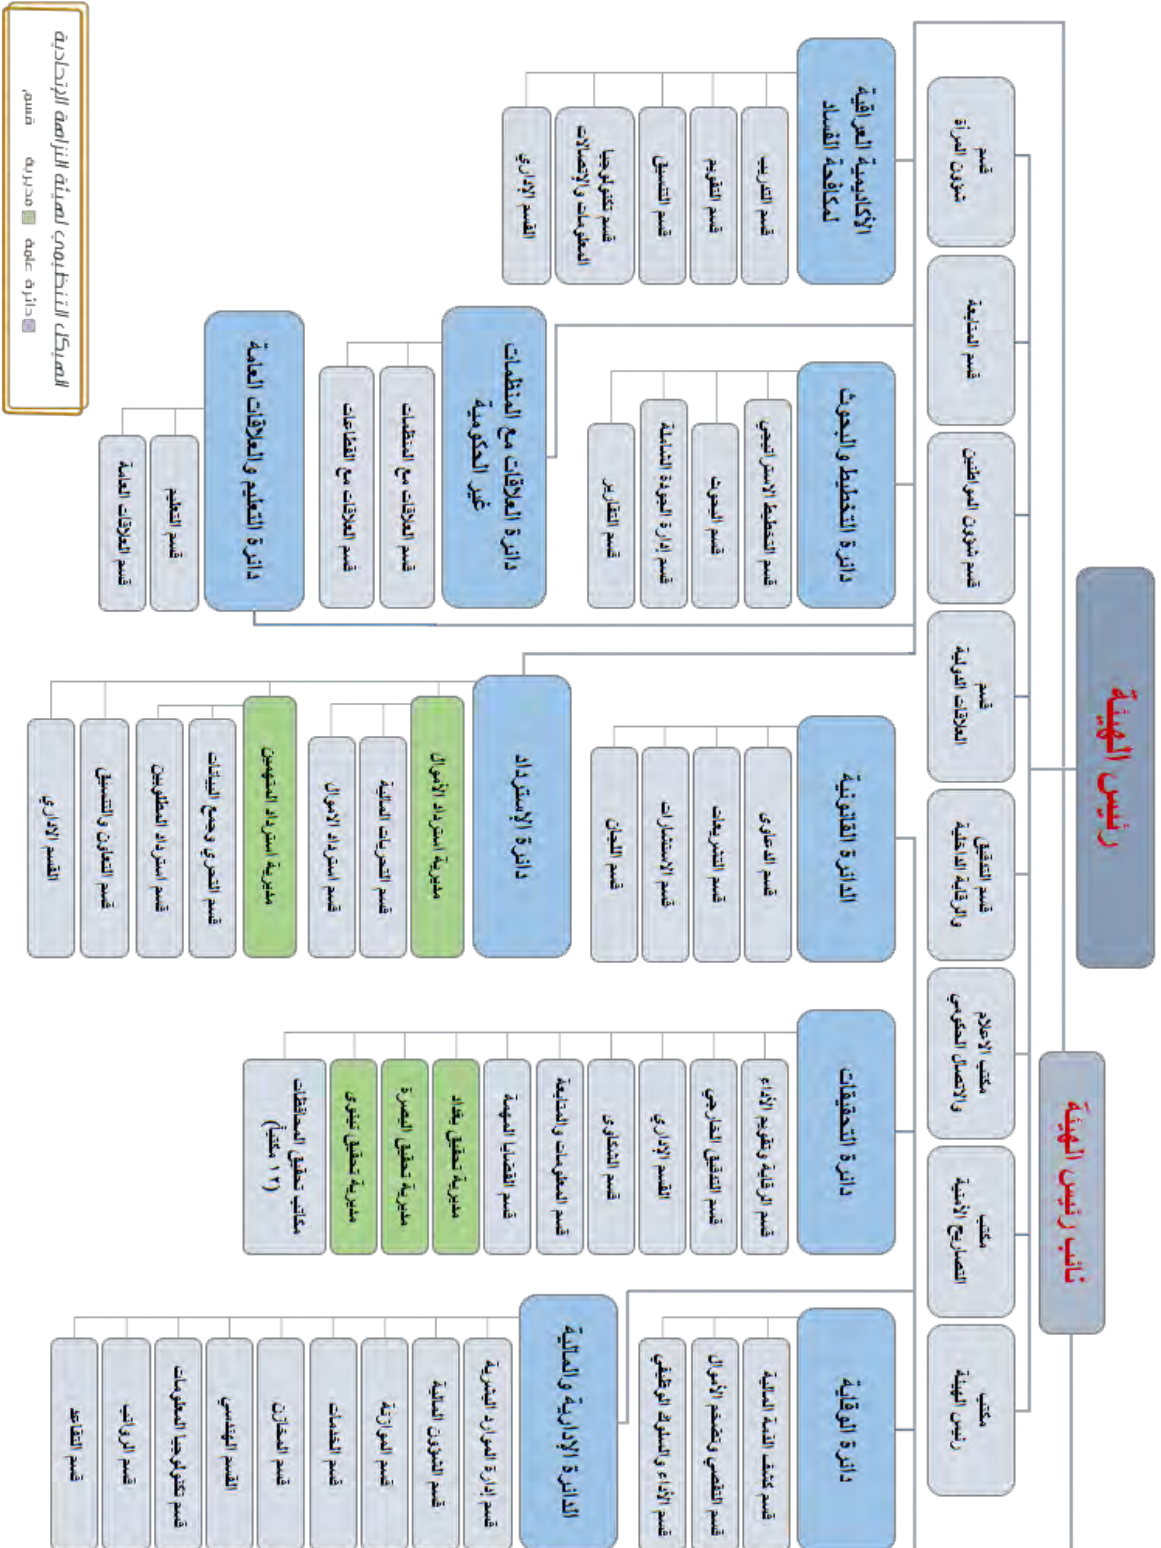 رئيس الهيئة
نائب رئيس الهيئة
مكتب
رئيس الهيئة
مكتب
التصاريح الأمنية
مكتب الاعلام
والاتصال الحكومي
قسم التدقيق
والرقابة الداخلية
قسم
العلاقات الدولية
قسم شؤون المواطنين
قسم المتابعة
قسم
شؤون المرأة
دائرة الوقاية
قسم كشف الذمة المالية
قسم التقصي وتضخم الأموال
قسم الأداء والسلوك الوظيفي
الدائرة الإدارية والمالية
قسم إدارة الموارد البشرية
قسم الشؤون المالية
قسم الموازنة
قسم الخدمات
قسم المخازن
القسم الهندسي
قسم تكنولوجيا المعلومات
قسم الرواتب
قسم التقاعد
دائرة التحقيقات
قسم الرقابة وتقويم الأداء
قسم التدقيق الخارجي
القسم الإداري
قسم الشكاوى
قسم المعلومات والمتابعة
قسم القضايا المهمة
مديرية تحقيق بغداد
مديرية تحقيق البصرة
مديرية تحقيق نينوى
مكاتب تحقيق المحافظات
(١٢ مكتباً)
الدائرة القانونية
قسم الدعاوى
قسم التشريعات
قسم الاستشارات
قسم اللجان
دائرة الإسترداد
مديرية استرداد الأموال
قسم التحريات المالية
قسم استرداد الاموال
مديرية استرداد المتهمين
قسم التحري وجمع البيانات
قسم استرداد المطلوبين
قسم التعاون والتنسيق
القسم الاداري
دائرة التخطيط والبحوث
قسم التخطيط الاستراتيجي
قسم البحوث
قسم إدارة الجودة الشاملة
قسم التقارير
دائرة العلاقات مع المنظمات
غير الحكومية
قسم العلاقات مع المنظمات
قسم العلاقات مع القطاعات
دائرة التعليم والعلاقات العامة
قسم التعليم
قسم العلاقات العامة
الأكاديمية العراقية
لمكافحة الفساد
قسم التدريب
قسم التقويم
قسم التنسيق
قسم تكنولوجيا
المعلومات والإتصالات
القسم الإداري
الهيكل التنظيمي لهيئة النزاهة الإتحادية
دائرة عامة مديرية قسم